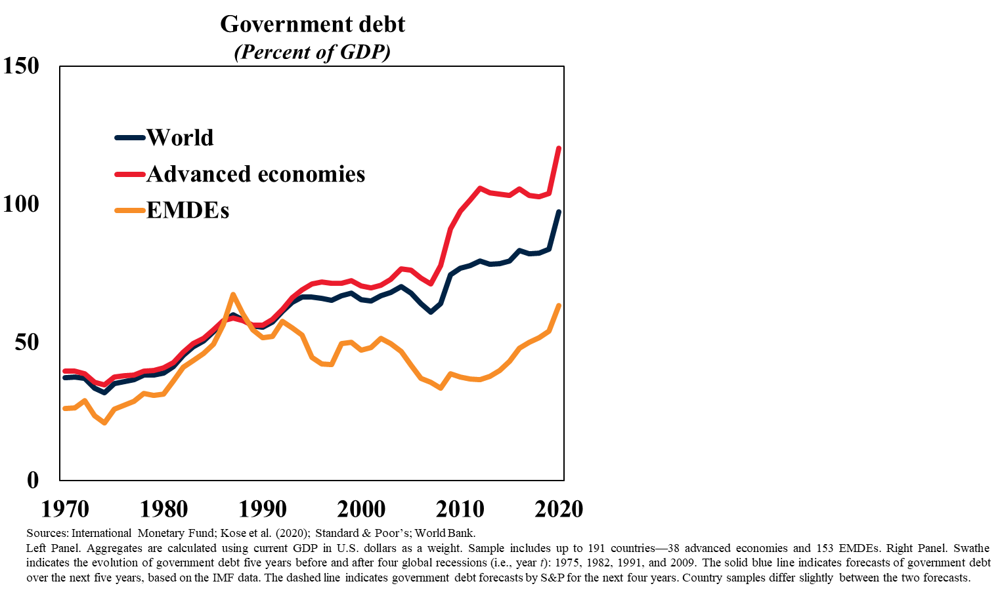 Government debt
(Percent of GDP)
150
World
Advanced economies
100
EMDEs
50
0
1970 1980 1990 2000 2010 2020
Sources: International Monetary Fund; Kose et al. (2020); Standard & Poor's; World Bank.
Left Panel. Aggregates are calculated using current GDP in U.S. dollars as a weight. Sample includes up to 191 countries—38 advanced economies and 153 EMDEs. Right Panel. Swathe
indicates the evolution of government debt five years before and after four global recessions (i.e., year t): 1975, 1982, 1991, and 2009. The solid blue line indicates forecasts of government debt
over the next five years, based on the IMF data. The dashed line indicates government debt forecasts by S&P for the next four years. Country samples differ slightly between the two forecasts.